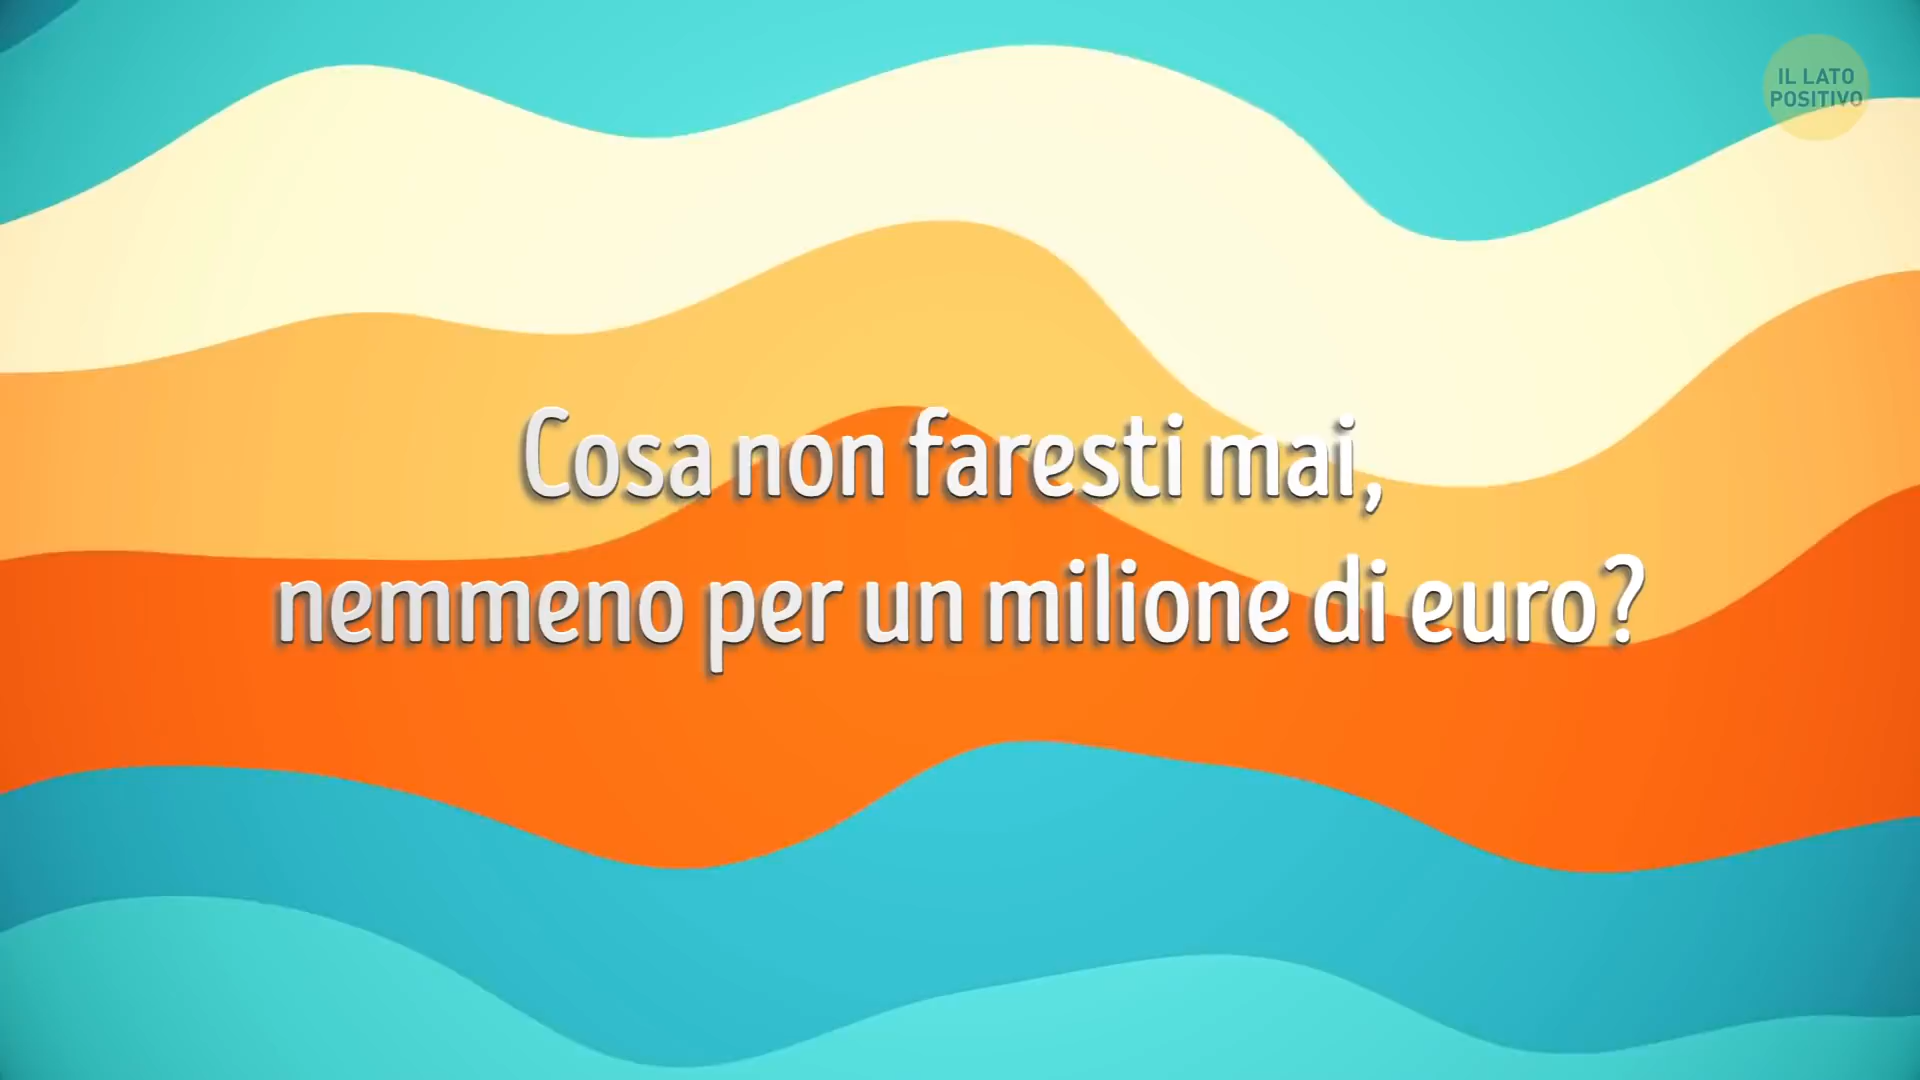 IL LATO
POSITIVO
Cosa non faresti mai,
nemmeno per un milione di euro?